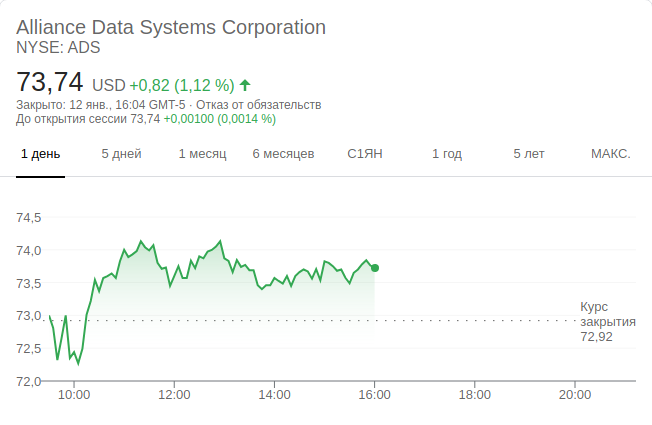 Alliance Data Systems Corporation
NYSE: ADS
73,74 USD +0,82 (1,12 %)
Закрыто: 12 янв., 16:04 GMT-5 · Отказ от обязательств
До открытия сессии 73,74 +0,00100 (0,0014 %)
1 день 5 дней 1 месяц 6 месяцев С1ЯН 1 год 5 лет МАКС.
74,5
74,0
73,5
73,0
72,5
72,0
Курс
закрытия
72,92
10:00 12:00 14:00 16:00 18:00 20:00